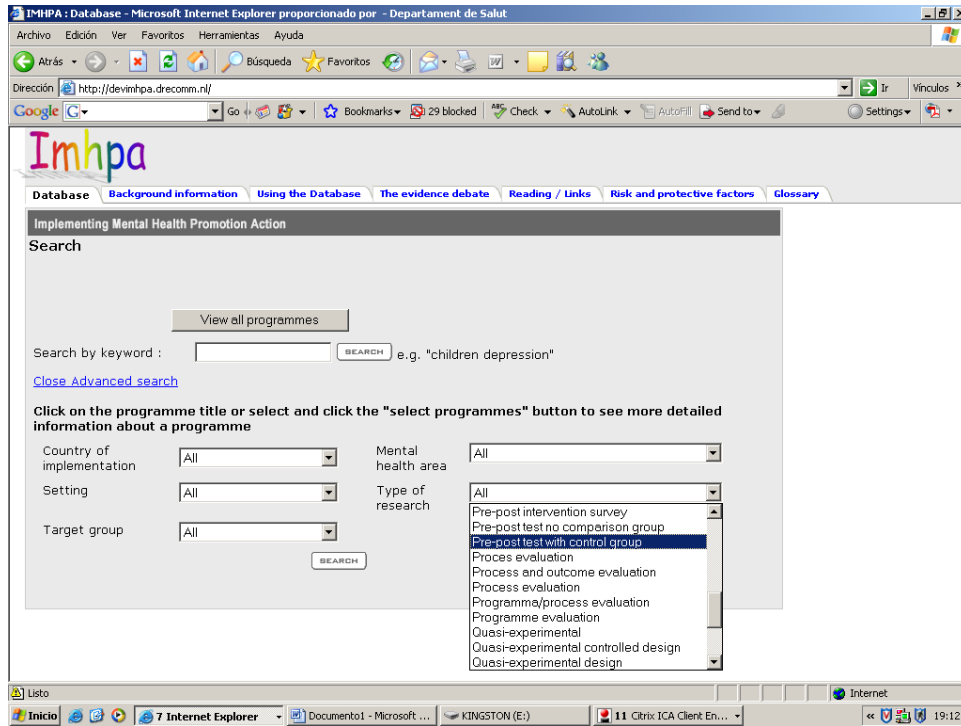 IMHPA : Database - Microsoft Internet Explorer proporcionado por - Departament de Salut
Archivo Edición Ver Favoritos Herramientas Ayuda
Atrás Búsqueda Favoritos
Dirección http://devimhpa.drecomm.nl/ Ir Vínculos »
Google G Go Bookmarks 29 blocked ABC Check AutoLink AutoFill Send to Settings
Imhpa
Database Background information Using the Database The evidence debate Reading / Links Risk and protective factors Glossary
Implementing Mental Health Promotion Action
Search
View all programmes
Search by keyword : SEARCH e.g. "children depression"
Close Advanced search
Click on the programme title or select and click the "select programmes" button to see more detailed
information about a programme
Country of
implementation
All
Mental
health area
All
Setting
All
Type of
research
All
Target group
All
SEARCH
Pre-post intervention survey
Pre-post test no comparison group
Pre-post test with control group
Proces evaluation
Process and outcome evaluation
Process evaluation
Programma/process evaluation
Programme evaluation
Quasi-experimental
Quasi-experimental controlled design
Quasi-experimental design
Listo Internet
Inicio 7 Internet Explorer Documento1 - Microsoft ... KINGSTON (E:) 11 Citrix ICA Client En... « 19:12